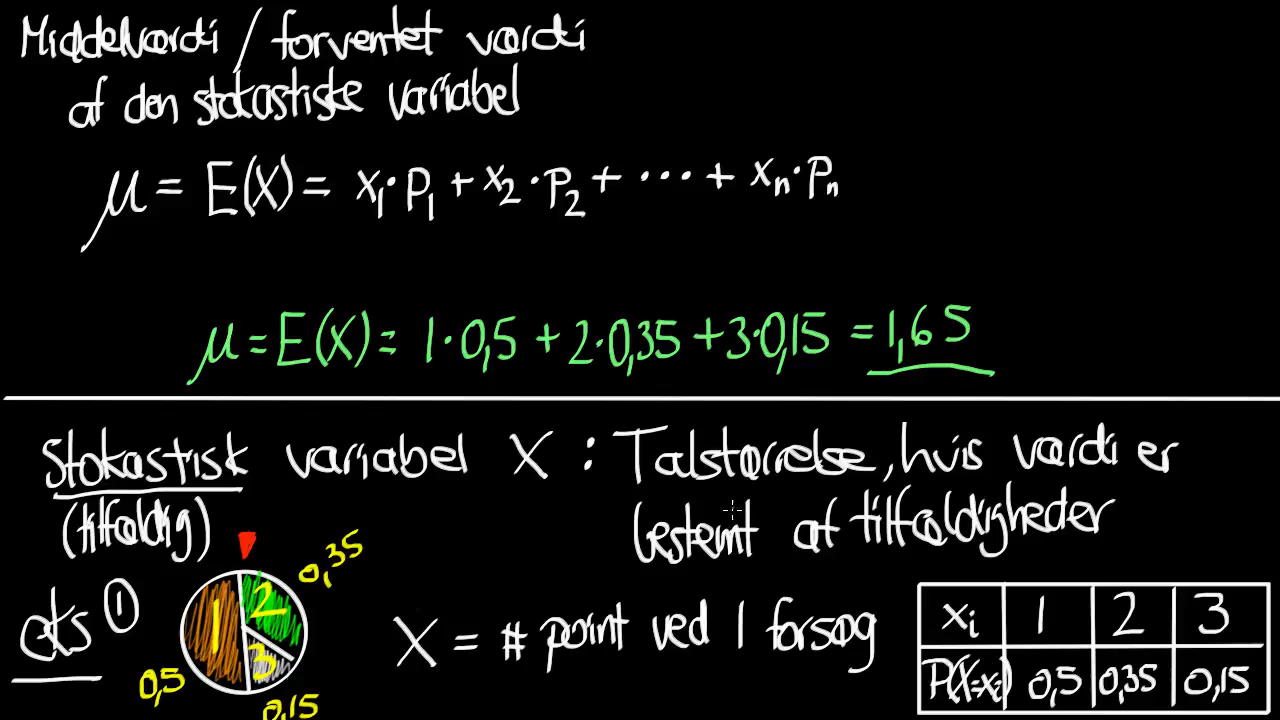 Middelværdi / forventet værdi
af den stokastiske variabel
μ = E(X) = x₁·p₁ + x₂·p₂ + ··· + xₙ·pₙ
μ = E(X) = 1·0,5 + 2·0,35 + 3·0,15 = 1,65
Stokastisk variabel X : Talstørrelse, hvis værdi er
(tilfældig)
bestemt af tilfældigheder
eks ①
1
2
3
0,35
0,5
0,15
X = # point ved 1 forsøg
xᵢ 1 2 3
P(X=xᵢ) 0,5 0,35 0,15